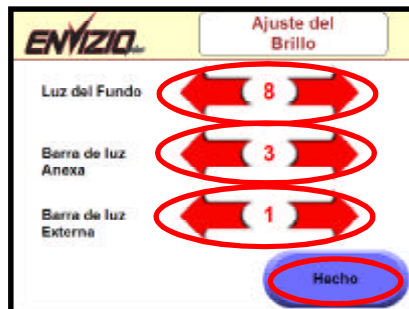 ENVIZIO plus
Ajuste del
Brillo
Luz del Fundo
8
Barra de luz
Anexa
3
Barra de luz
Externa
1
Hecho